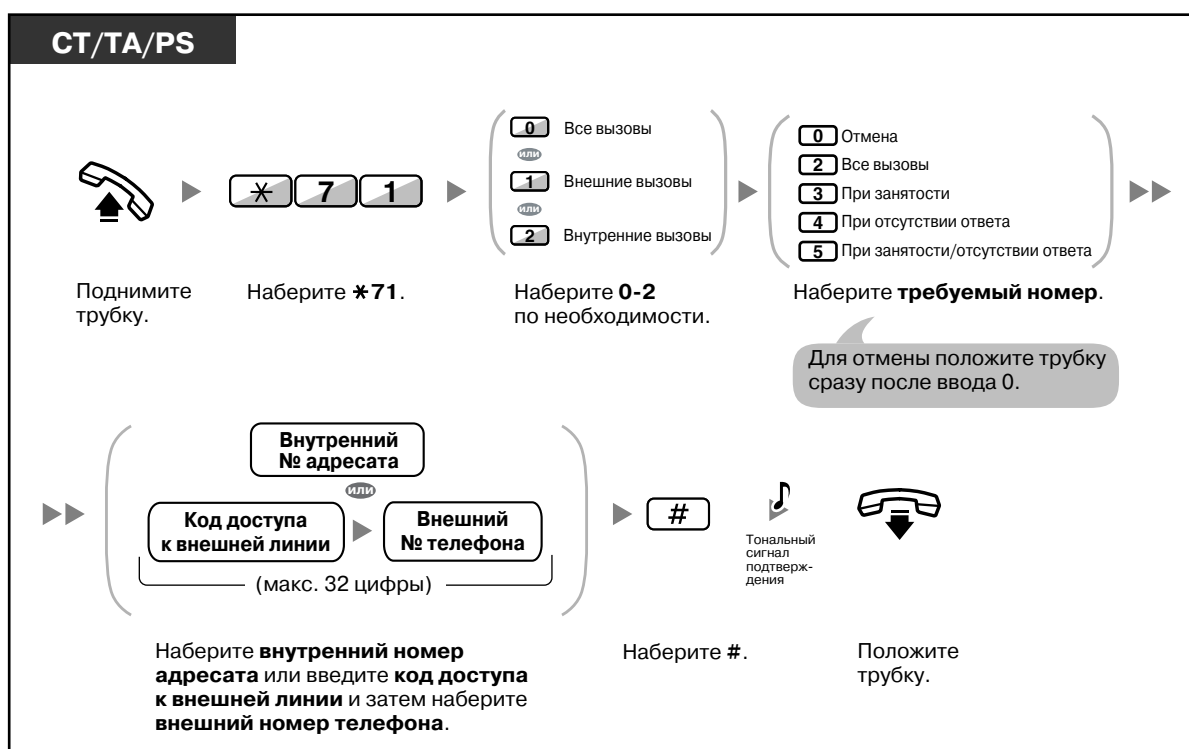 CT/TA/PS
0 Все вызовы
или
1 Внешние вызовы
или
2 Внутренние вызовы
0 Отмена
2 Все вызовы
3 При занятости
4 При отсутствии ответа
5 При занятости/отсутствии ответа
* 7 1
Поднимите
трубку.
Наберите *71.
Наберите 0-2
по необходимости.
Наберите требуемый номер.
Для отмены положите трубку
сразу после ввода 0.
Внутренний
№ адресата
или
Код доступа
к внешней линии
Внешний
№ телефона
(макс. 32 цифры)
#
Тональный
сигнал
подтверж-
дения
Наберите внутренний номер
адресата или введите код доступа
к внешней линии и затем наберите
внешний номер телефона.
Наберите #.
Положите
трубку.